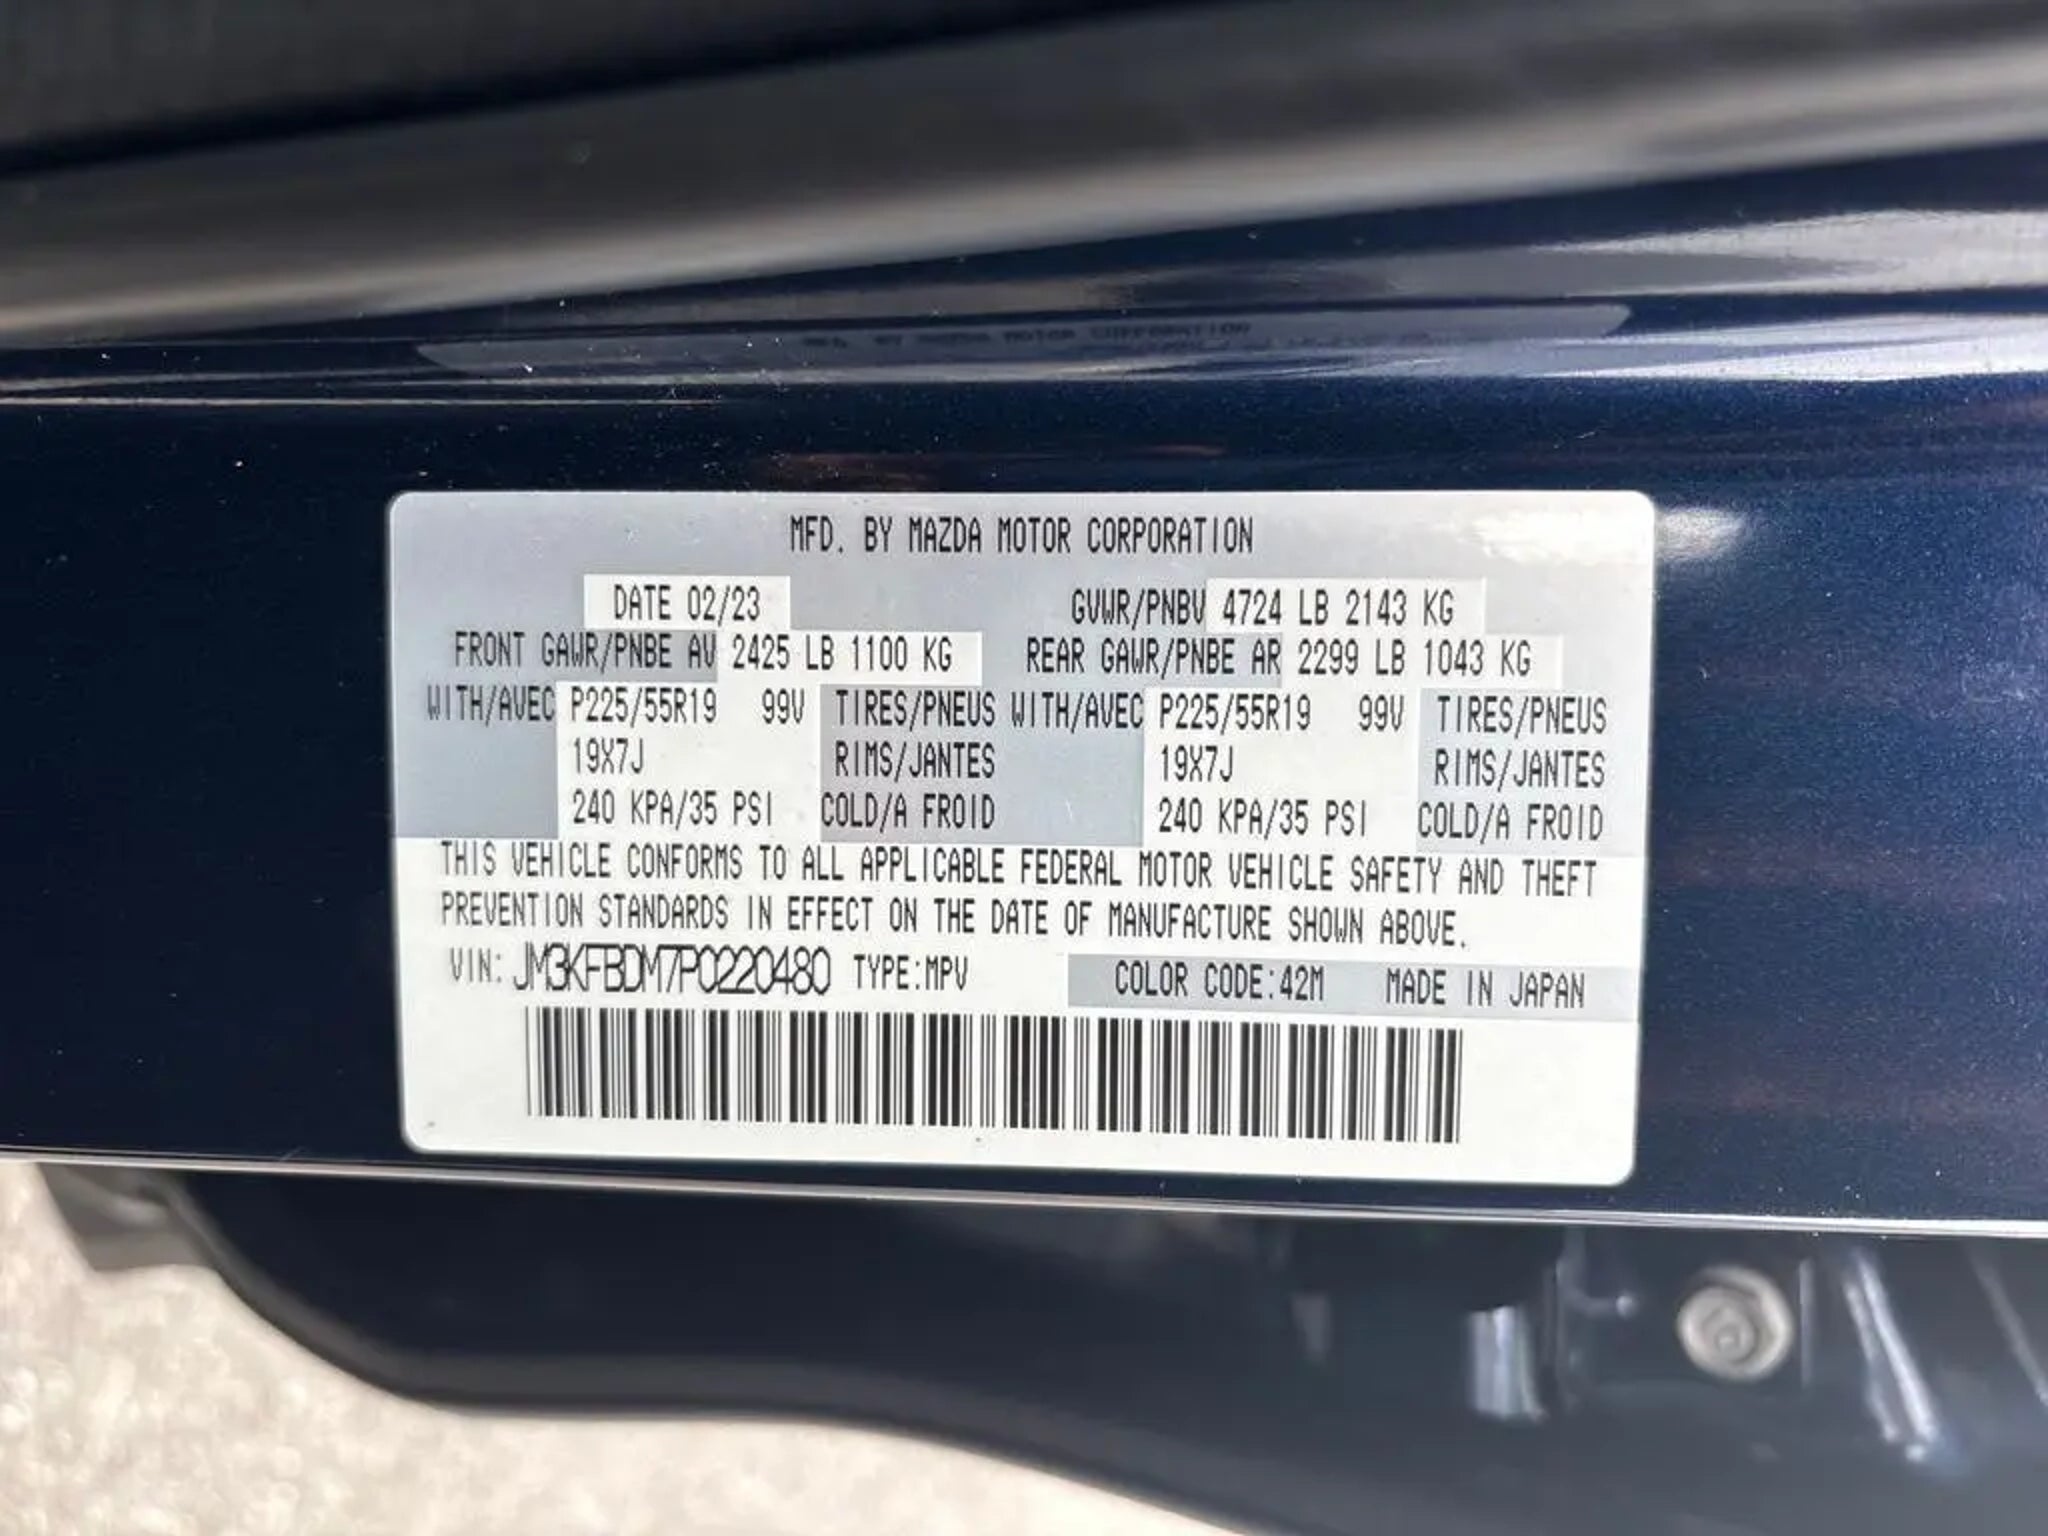 MFD. BY MAZDA MOTOR CORPORATION
DATE 02/23 GVWR/PNBV 4724 LB 2143 KG
FRONT GAWR/PNBE AV 2425 LB 1100 KG REAR GAWR/PNBE AR 2299 LB 1043 KG
WITH/AVEC P225/55R19 99V TIRES/PNEUS WITH/AVEC P225/55R19 99V TIRES/PNEUS
19X7J RIMS/JANTES 19X7J RIMS/JANTES
240 KPA/35 PSI COLD/A FROID 240 KPA/35 PSI COLD/A FROID
THIS VEHICLE CONFORMS TO ALL APPLICABLE FEDERAL MOTOR VEHICLE SAFETY AND THEFT
PREVENTION STANDARDS IN EFFECT ON THE DATE OF MANUFACTURE SHOWN ABOVE.
VIN: JM3KFBDM7P0220480 TYPE:MPV COLOR CODE:42M MADE IN JAPAN